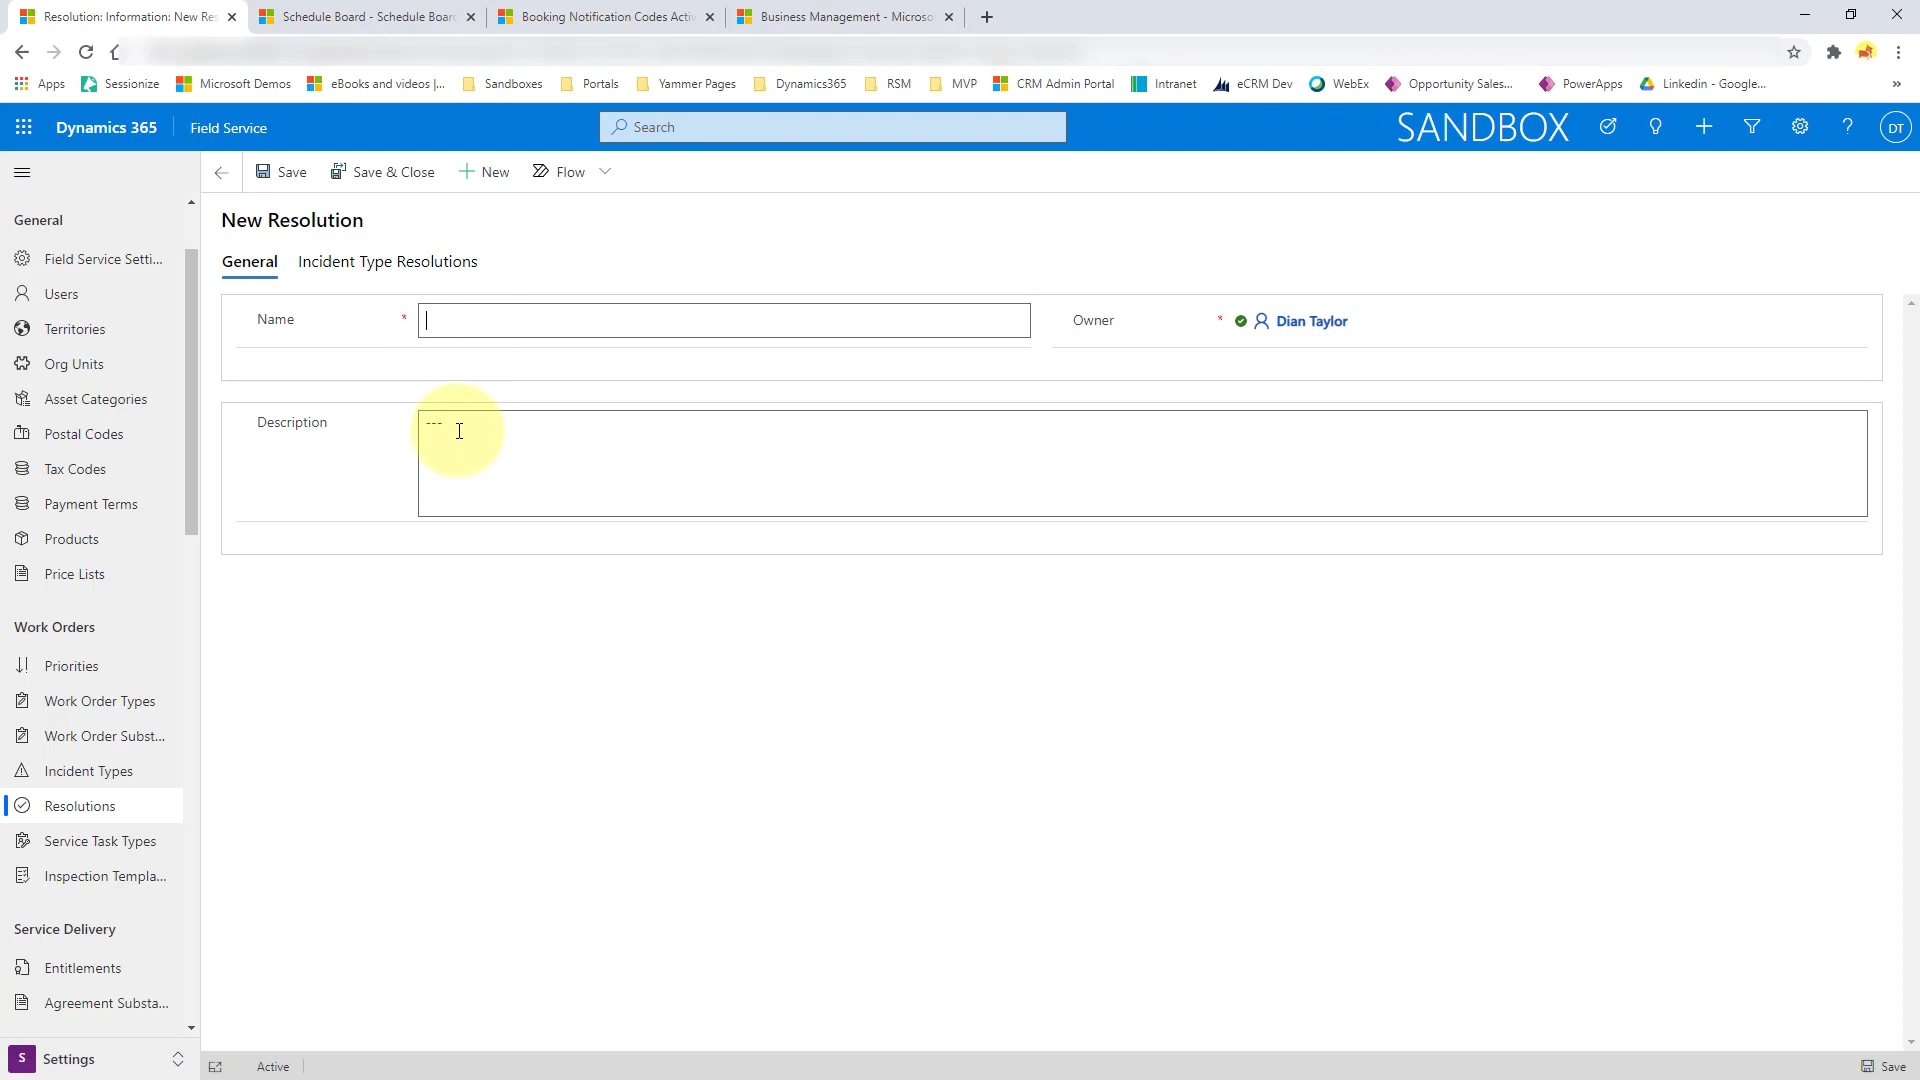 Resolution: Information: New Res
Schedule Board - Schedule Board
Booking Notification Codes Activ
Business Management - Microso
Apps
Sessionize
Microsoft Demos
eBooks and videos |...
Sandboxes
Portals
Yammer Pages
Dynamics365
RSM
MVP
CRM Admin Portal
Intranet
eCRM Dev
WebEx
Opportunity Sales...
PowerApps
Linkedin - Google...
»
Dynamics 365
Field Service
Search
SANDBOX
DT
Save
Save & Close
New
Flow
New Resolution
General
Incident Type Resolutions
Name *
Owner *
Dian Taylor
Description
---
General
Field Service Setti...
Users
Territories
Org Units
Asset Categories
Postal Codes
Tax Codes
Payment Terms
Products
Price Lists
Work Orders
Priorities
Work Order Types
Work Order Subst...
Incident Types
Resolutions
Service Task Types
Inspection Templa...
Service Delivery
Entitlements
Agreement Substa...
S Settings
Active
Save